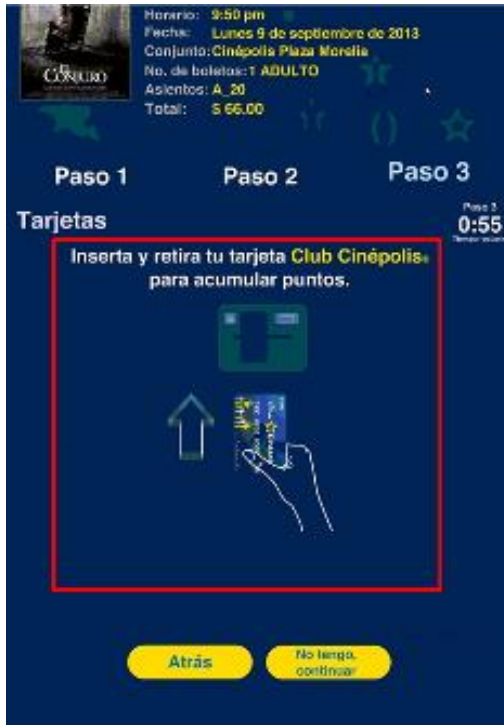 EL
CONJURO
Horario: 9:50 pm
Fecha: Lunes 9 de septiembre de 2013
Conjunto: Cinépolis Plaza Morelia
No. de boletos: 1 ADULTO
Asientos: A_20
Total: $ 66.00
Paso 1
Paso 2
Paso 3
Tarjetas
Paso 3
0:55
Inserta y retira tu tarjeta Club Cinépolis®
para acumular puntos.
Atrás
No tengo,
continuar